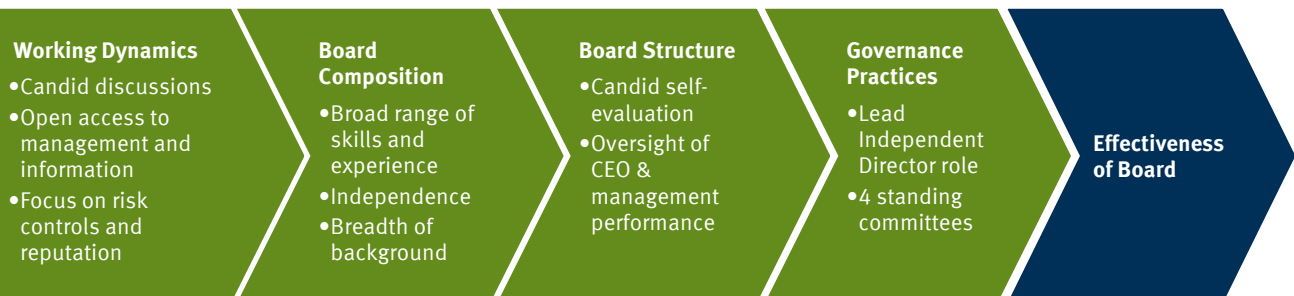 Working Dynamics
•Candid discussions
•Open access to
management and
information
•Focus on risk
controls and
reputation
Board
Composition
•Broad range of
skills and
experience
•Independence
•Breadth of
background
Board Structure
•Candid self-
evaluation
•Oversight of
CEO &
management
performance
Governance
Practices
•Lead
Independent
Director role
•4 standing
committees
Effectiveness
of Board